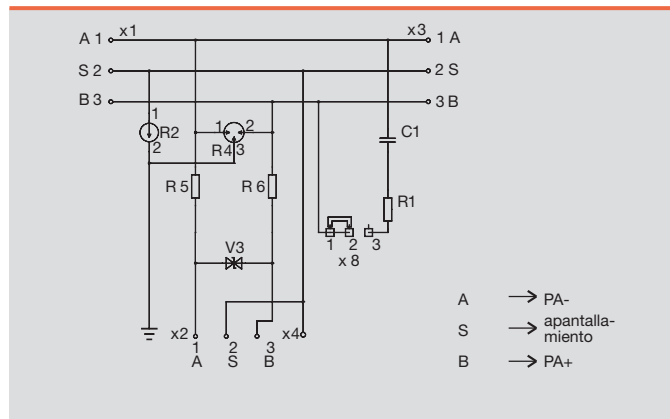 A 1 x1 x3 1 A
S 2 2 S
B 3 3 B
1
R2
2
1 2
R4 3
C1
R 5 R 6
R1
V3
1 2 3
x 8
x2 1 2 3 x4
A S B
A → PA-
S → apantalla-
miento
B → PA+